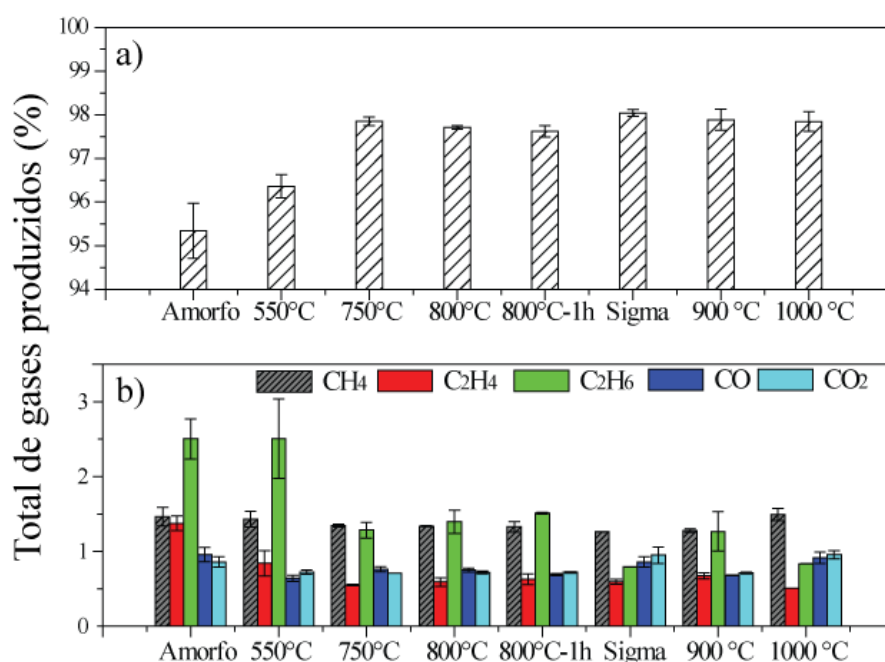 Total de gases produzidos (%)
100
99
98
97
96
95
94
a)
Amorfo 550°C 750°C 800°C 800°C-1h Sigma 900 °C 1000 °C
b)
CH4 C2H4 C2H6 CO CO2
3
2
1
0
Amorfo 550°C 750°C 800°C 800°C-1h Sigma 900 °C 1000 °C